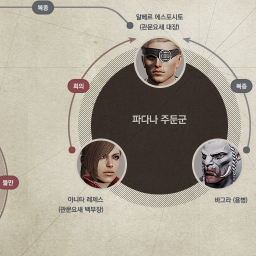 복종
알베르 에스포시토
(관문요새 대장)
회의
복종
파다나 주둔군
불만
아니타 레제스
(관문요새 백부장)
바그라 (용병)